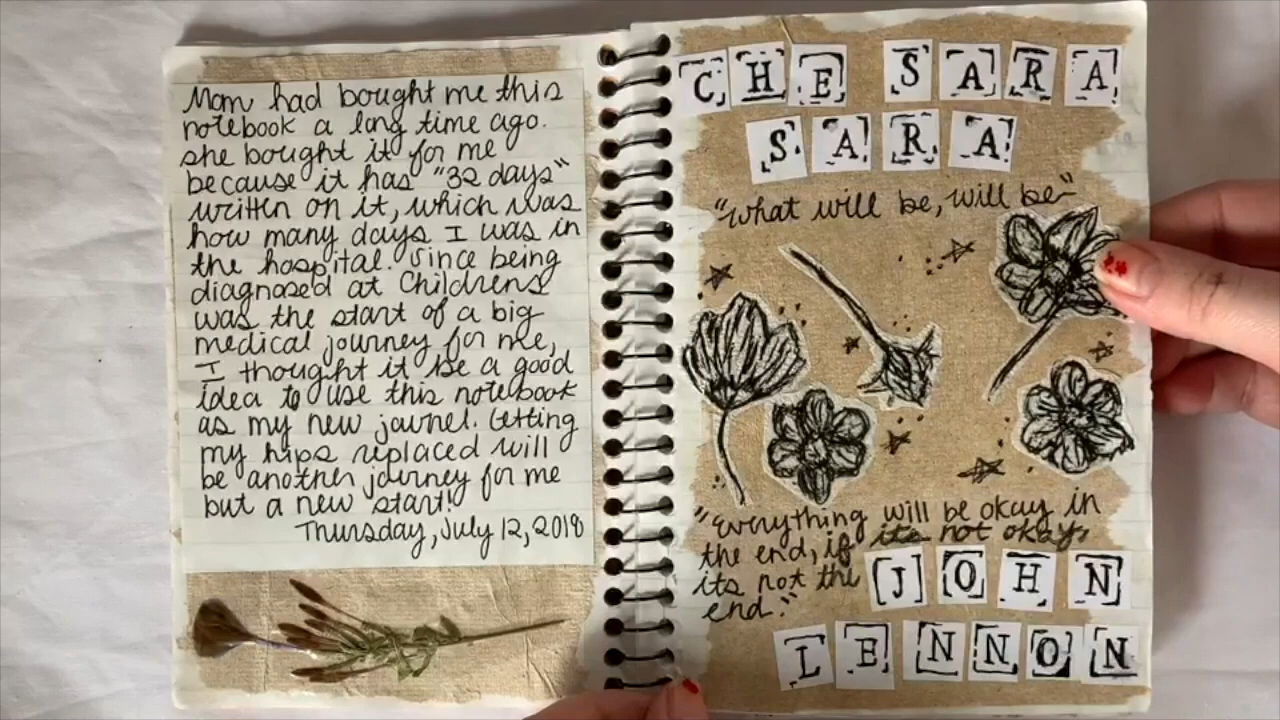 Mom had bought me this
notebook a long time ago.
she bought it for me
because it has "32 days"
written on it, which was
how many days I was in
the hospital. Since being
diagnosed at Childrens
was the start of a big
medical journey for me,
I thought it be a good
idea to use this notebook
as my new journel. Getting
my hips replaced will
be another journey for me
but a new start!
Thursday, July 12, 2018
CHE SARA
SARA
"what will be, will be"
"Everything will be okay in
the end, if its not okay,
its not the
end."
JOHN
LENNON